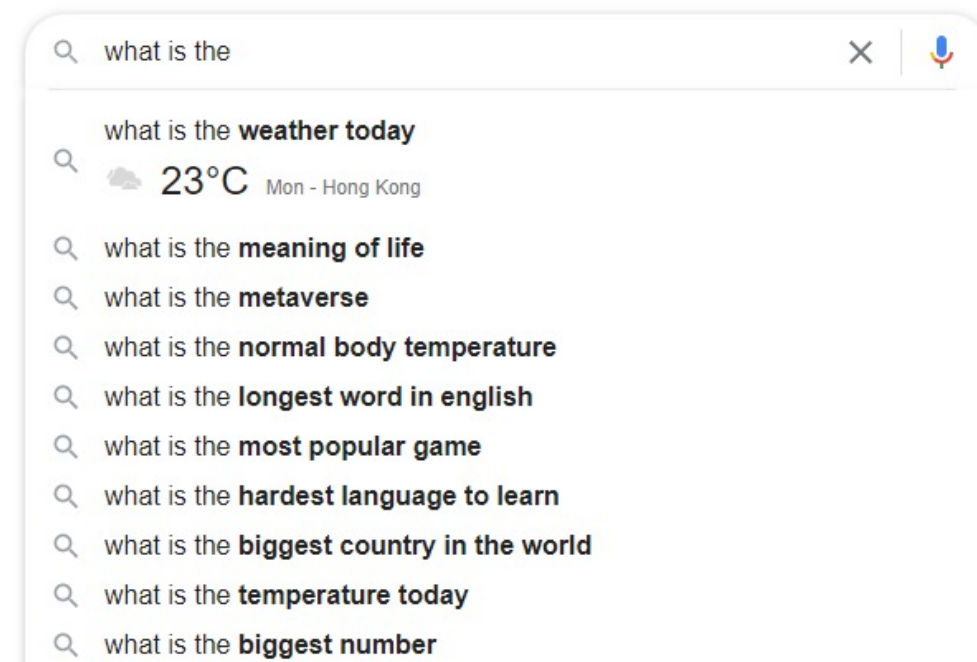 what is the
what is the weather today
23°C Mon - Hong Kong
what is the meaning of life
what is the metaverse
what is the normal body temperature
what is the longest word in english
what is the most popular game
what is the hardest language to learn
what is the biggest country in the world
what is the temperature today
what is the biggest number